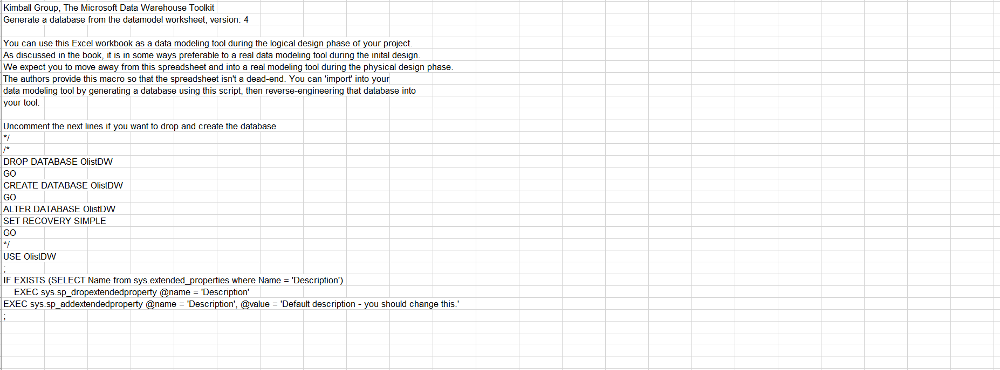 Kimball Group, The Microsoft Data Warehouse Toolkit
Generate a database from the datamodel worksheet, version: 4
You can use this Excel workbook as a data modeling tool during the logical design phase of your project.
As discussed in the book, it is in some ways preferable to a real data modeling tool during the inital design.
We expect you to move away from this spreadsheet and into a real modeling tool during the physical design phase.
The authors provide this macro so that the spreadsheet isn't a dead-end. You can 'import' into your
data modeling tool by generating a database using this script, then reverse-engineering that database into
your tool.
Uncomment the next lines if you want to drop and create the database
*/
/*
DROP DATABASE OlistDW
GO
CREATE DATABASE OlistDW
GO
ALTER DATABASE OlistDW
SET RECOVERY SIMPLE
GO
*/
USE OlistDW
;
IF EXISTS (SELECT Name from sys.extended_properties where Name = 'Description')
EXEC sys.sp_dropextendedproperty @name = 'Description'
EXEC sys.sp_addextendedproperty @name = 'Description', @value = 'Default description - you should change this.'
;